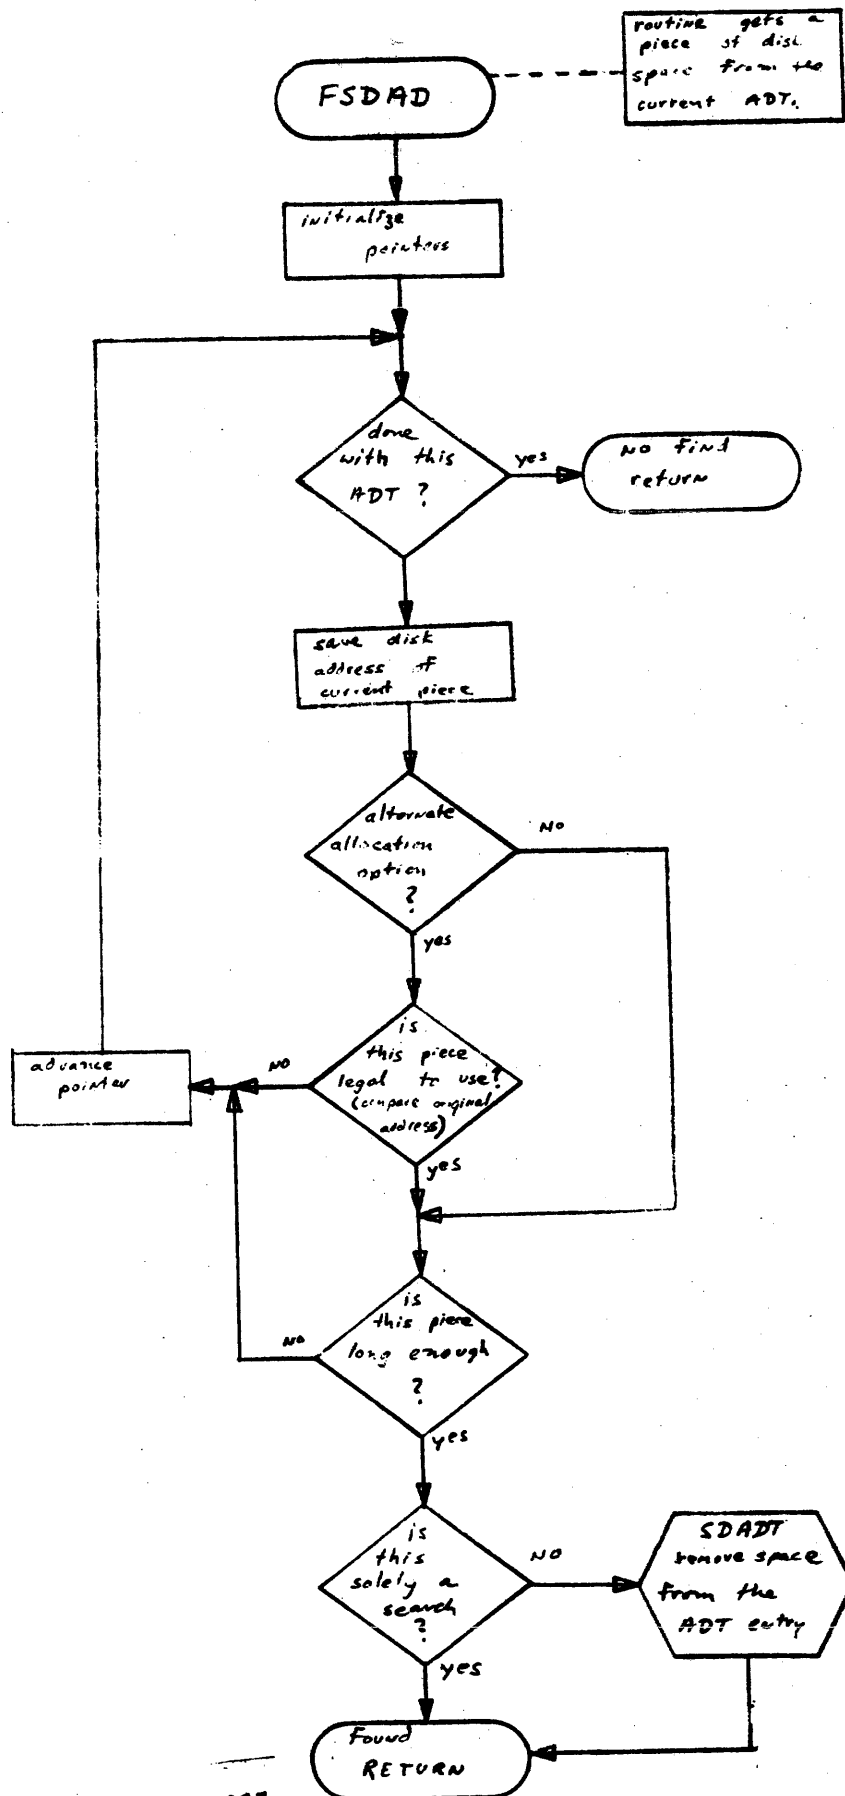 routine gets a
piece of disk
space from the
current ADT.
FSDAD
initialize
pointers
done
with this
ADT ?
yes
NO find
return
save disk
address of
current piece
alternate
allocation
option
?
NO
yes
is
this piece
legal to use?
(compare original
address)
NO
advance
pointer
yes
is
this piece
long enough
?
NO
yes
is
this
solely a
search
?
NO
SDADT
remove space
from the
ADT entry
yes
Found
RETURN